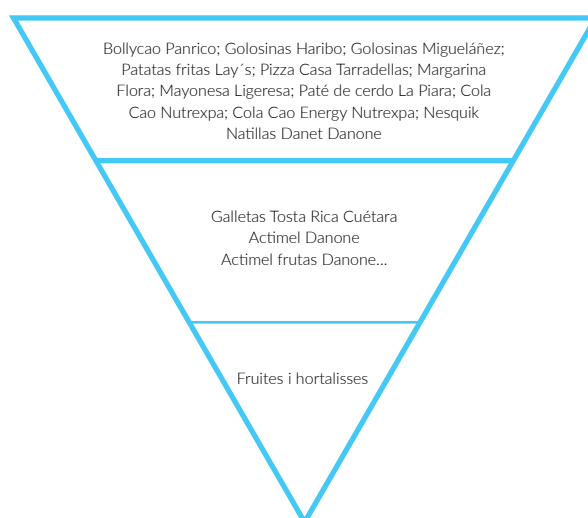 Bollycao Panrico; Golosinas Haribo; Golosinas Migueláñez;
Patatas fritas Lay´s; Pizza Casa Tarradellas; Margarina
Flora; Mayonesa Ligeresa; Paté de cerdo La Piara; Cola
Cao Nutrexpa; Cola Cao Energy Nutrexpa; Nesquik
Natillas Danet Danone
Galletas Tosta Rica Cuétara
Actimel Danone
Actimel frutas Danone...
Fruites i hortalisses